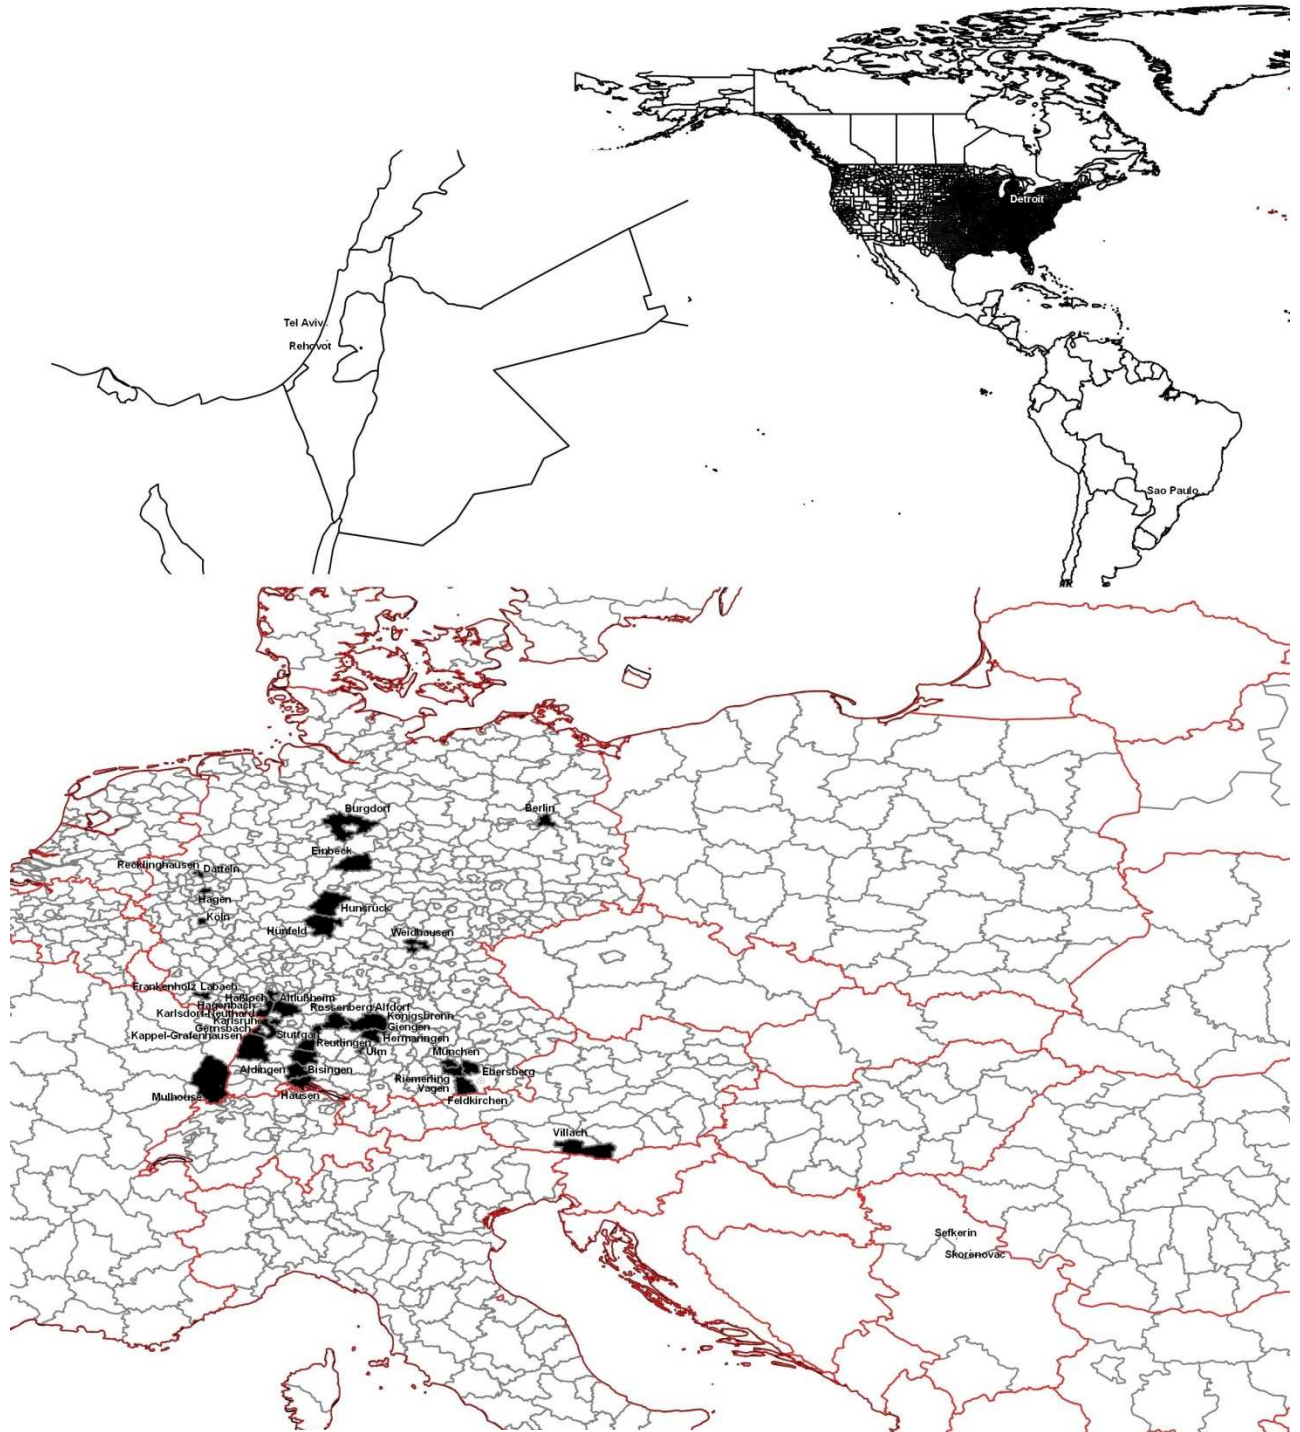 Detroit
Tel Aviv
Rehovot
Sao Paulo
Burgdorf
Berlin
Einbeck
Recklinghausen
Datteln
Hagen
Hunsrück
Köln
Hünfeld
Weidhausen
Frankenholz Labach
Haßloch
Altlußheim
Hagenbach
Rossenberg/Alfdorf
Karlsdorf-Neuthard
Königsbronn
Karlsruhe
Gernsbach
Giengen
Kappel-Grafenhausen
Stuttgart
Hermaringen
Reutlingen
Ulm
München
Aldingen
Bisingen
Ebersberg
Riemerling
Vagen
Mulhouse
Hausen
Feldkirchen
Villach
Sefkerin
Skorenovac